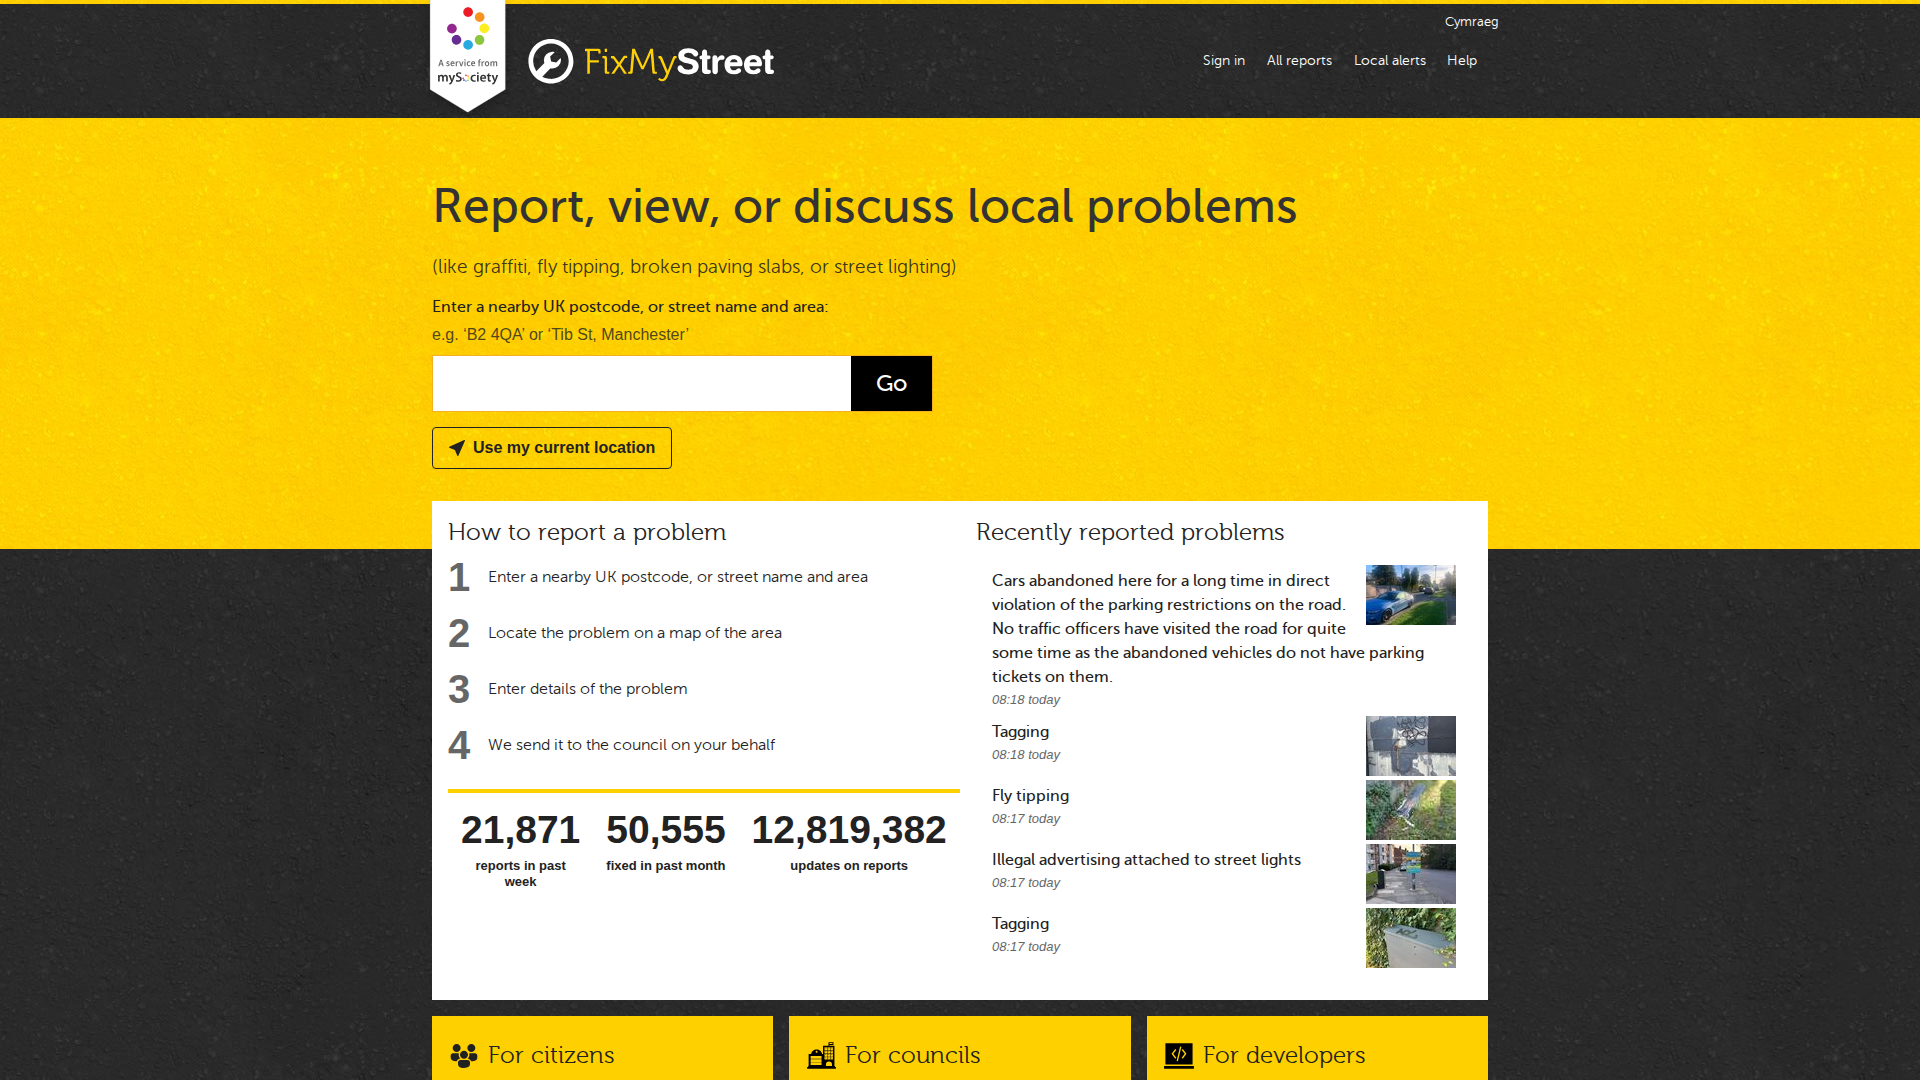 Cymraeg
A service from
mySociety
FixMyStreet
Sign in
All reports
Local alerts
Help
Report, view, or discuss local problems
(like graffiti, fly tipping, broken paving slabs, or street lighting)
Enter a nearby UK postcode, or street name and area:
e.g. ‘B2 4QA’ or ‘Tib St, Manchester’
Go
Use my current location
How to report a problem
1 Enter a nearby UK postcode, or street name and area
2 Locate the problem on a map of the area
3 Enter details of the problem
4 We send it to the council on your behalf
21,871
reports in past
week
50,555
fixed in past month
12,819,382
updates on reports
Recently reported problems
Cars abandoned here for a long time in direct
violation of the parking restrictions on the road.
No traffic officers have visited the road for quite
some time as the abandoned vehicles do not have parking
tickets on them.
08:18 today
Tagging
08:18 today
Fly tipping
08:17 today
Illegal advertising attached to street lights
08:17 today
Tagging
08:17 today
For citizens
For councils
For developers